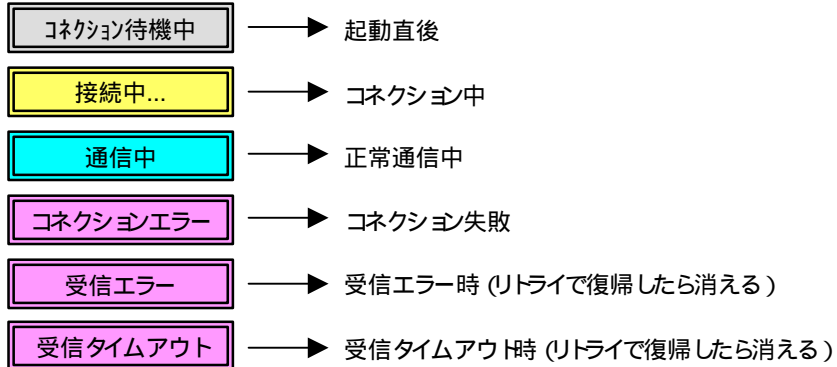 ｺﾈｸｼｮﾝ待機中 起動直後
接続中... コネクション中
通信中 正常通信中
コネクションエラー コネクション失敗
受信エラー 受信エラー時 (リトライで復帰したら消える)
受信タイムアウト 受信タイムアウト時 (リトライで復帰したら消える)